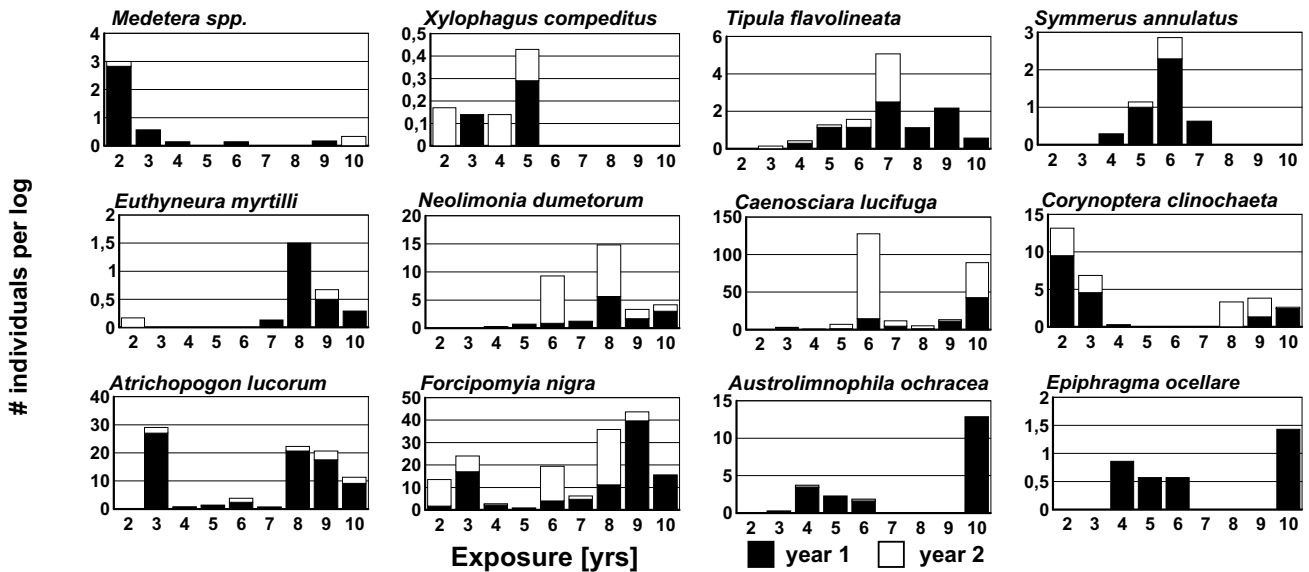 Medetera spp.
Xylophagus compeditus
Tipula flavolineata
Symmerus annulatus
4
3
2
1
0
2 3 4 5 6 7 8 9 10
0,5
0,4
0,3
0,2
0,1
0
2 3 4 5 6 7 8 9 10
6
4
2
0
2 3 4 5 6 7 8 9 10
3
2
1
0
2 3 4 5 6 7 8 9 10
# individuals per log
Euthyneura myrtilli
Neolimonia dumetorum
Caenosciara lucifuga
Corynoptera clinochaeta
2
1,5
1
0,5
0
2 3 4 5 6 7 8 9 10
20
15
10
5
0
2 3 4 5 6 7 8 9 10
150
100
50
0
2 3 4 5 6 7 8 9 10
15
10
5
0
2 3 4 5 6 7 8 9 10
Atrichopogon lucorum
Forcipomyia nigra
Austrolimnophila ochracea
Epiphragma ocellare
40
30
20
10
0
2 3 4 5 6 7 8 9 10
50
40
30
20
10
0
2 3 4 5 6 7 8 9 10
15
10
5
0
2 3 4 5 6 7 8 9 10
2
1,5
1
0,5
0
2 3 4 5 6 7 8 9 10
Exposure [yrs]
year 1 year 2